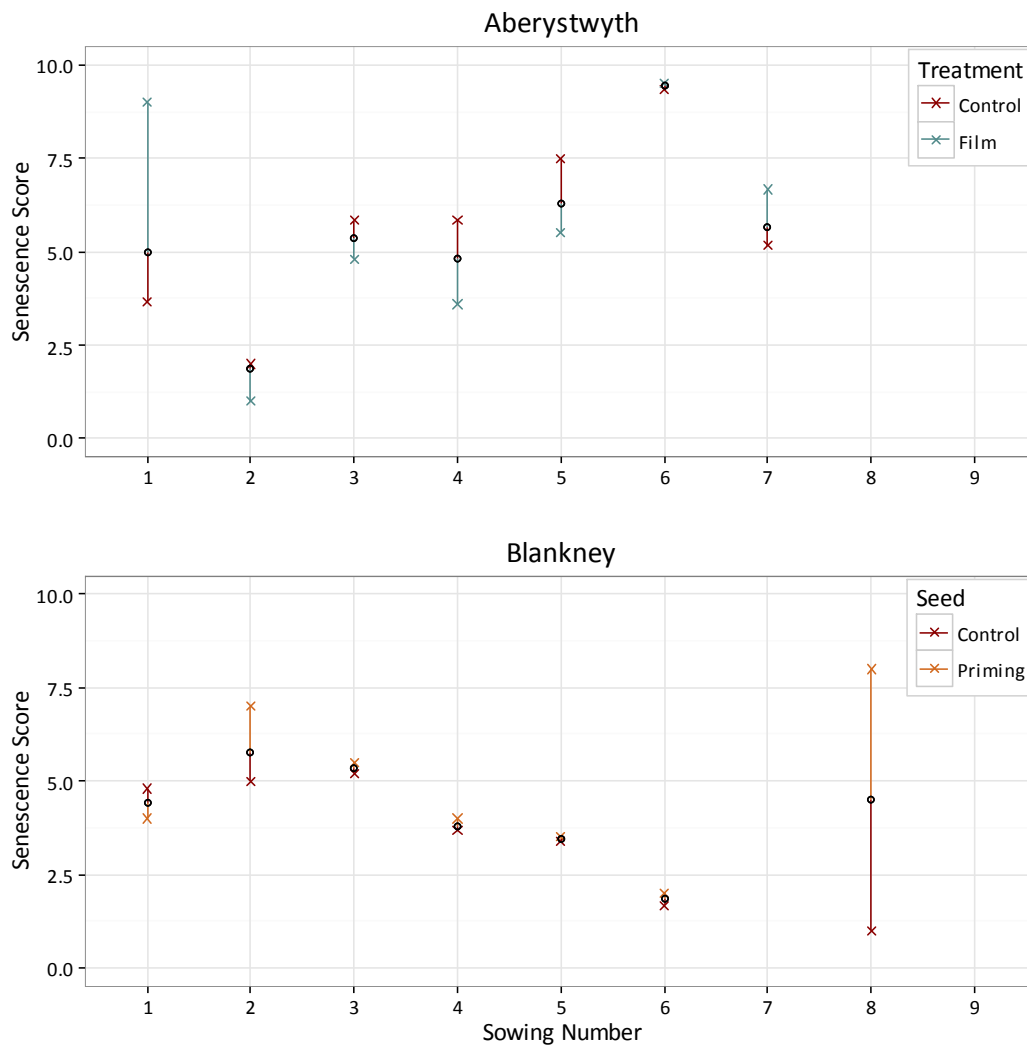 Aberystwyth
Senescence Score
10.0
7.5
5.0
2.5
0.0
Treatment
Control
Film
1 2 3 4 5 6 7 8 9
Blankney
Senescence Score
10.0
7.5
5.0
2.5
0.0
Seed
Control
Priming
1 2 3 4 5 6 7 8 9
Sowing Number